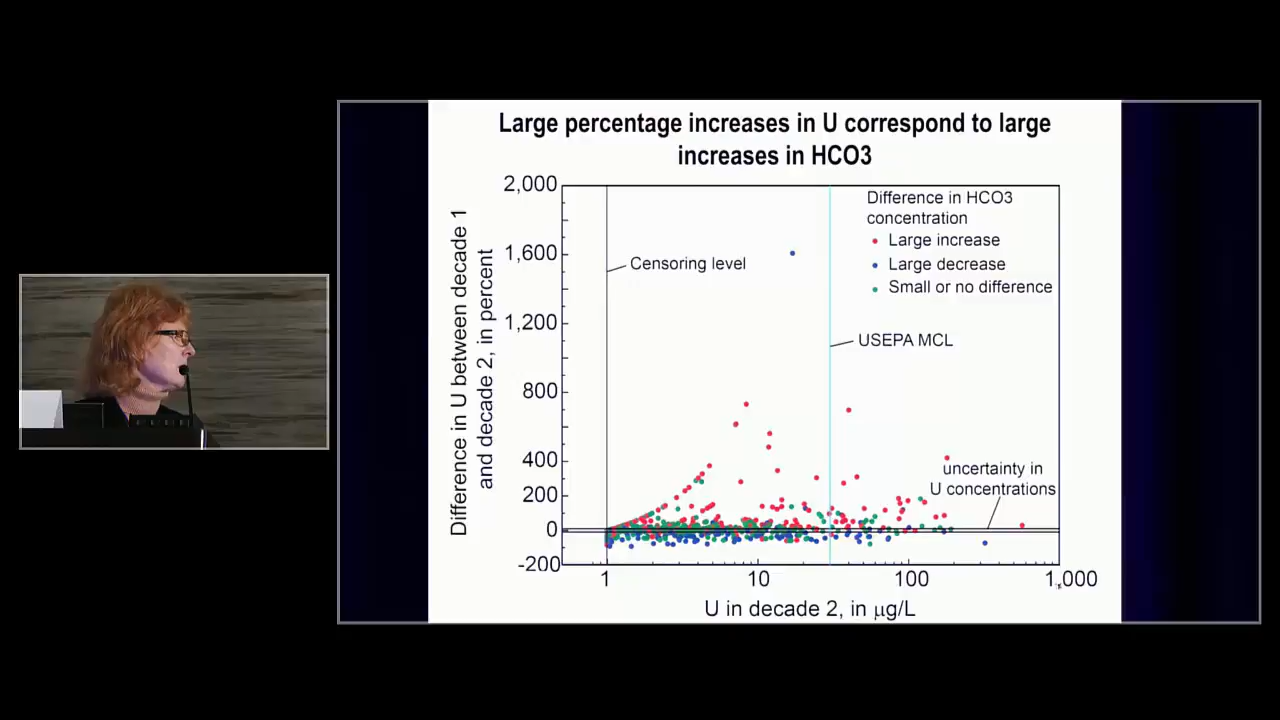 Large percentage increases in U correspond to large
increases in HCO3
Difference in U between decade 1
and decade 2, in percent
2,000
1,600
1,200
800
400
200
0
-200
1
10
100
1,000
U in decade 2, in µg/L
Censoring level
Difference in HCO3
concentration
Large increase
Large decrease
Small or no difference
USEPA MCL
uncertainty in
U concentrations